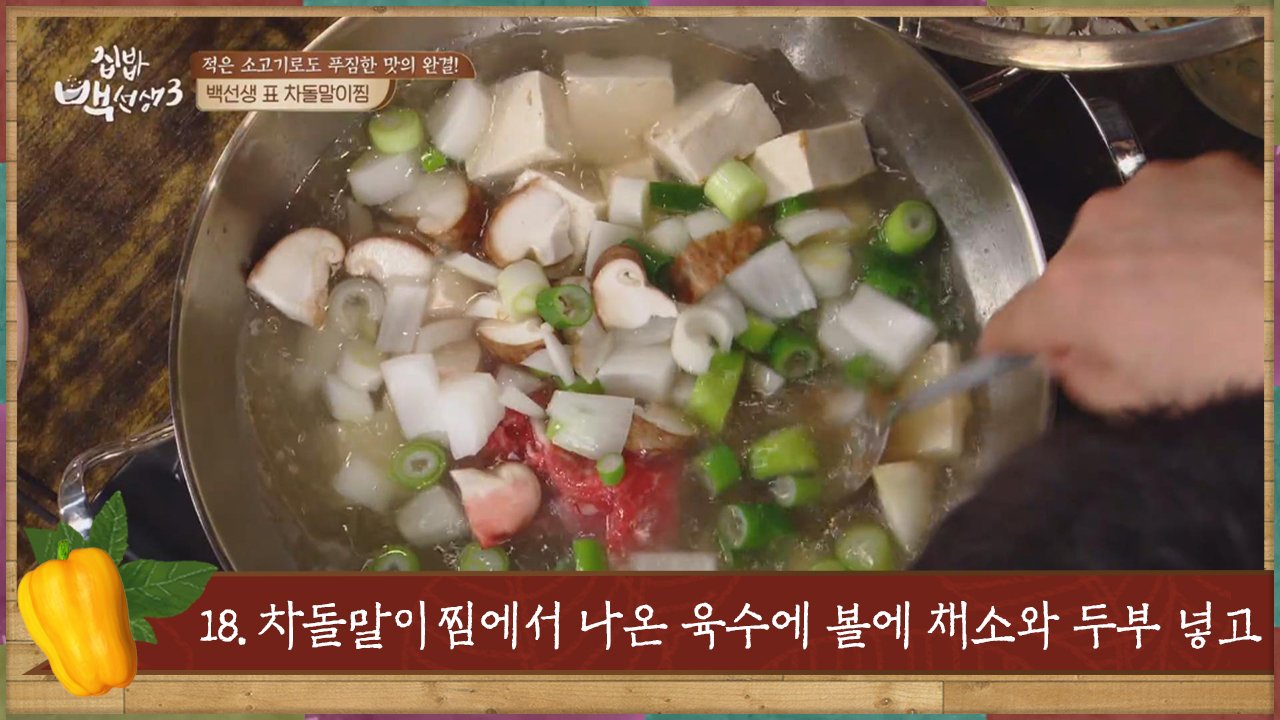 집밥
백선생3
적은 소고기로도 푸짐한 맛의 완결!
백선생 표 차돌말이찜
18. 차돌말이찜에서 나온 육수에 볼에 채소와 두부 넣고